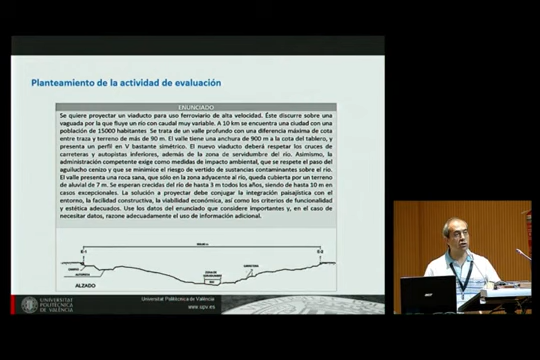 Planteamiento de la actividad de evaluación
ENUNCIADO
Se quiere proyectar un viaducto para uso ferroviario de alta velocidad. Éste discurre sobre una
vaguada por la que fluye un río con caudal muy variable. A 10 km se encuentra una ciudad con una
población de 15000 habitantes Se trata de un valle profundo con una diferencia máxima de cota
entre traza y terreno de más de 90 m. El valle tiene una anchura de 900 m a la cota del tablero, y
presenta un perfil en V bastante simétrico. El nuevo viaducto deberá respetar los cruces de
carreteras y autopistas inferiores, además de la zona de servidumbre del río. Asimismo, la
administración competente exige como medidas de impacto ambiental, que se respete el paso del
aguilucho cenizo y que se minimice el riesgo de vertido de sustancias contaminantes sobre el río.
El valle presenta una roca sana, que sólo en la zona adyacente al río, queda cubierta por un terreno
de aluvial de 7 m. Se esperan crecidas del río de hasta 3 m todos los años, siendo de hasta 10 m en
casos excepcionales. La solución a proyectar debe conjugar la integración paisajística con el
entorno, la facilidad constructiva, la viabilidad económica, así como los criterios de funcionalidad
y estética adecuados. Use los datos del enunciado que considere importantes y, en el caso de
necesitar datos, razone adecuadamente el uso de información adicional.
E-1
E-2
ALZADO
UNIVERSITAT
POLITÈCNICA
DE VALÈNCIA
Universitat Politècnica de València
www.upv.es